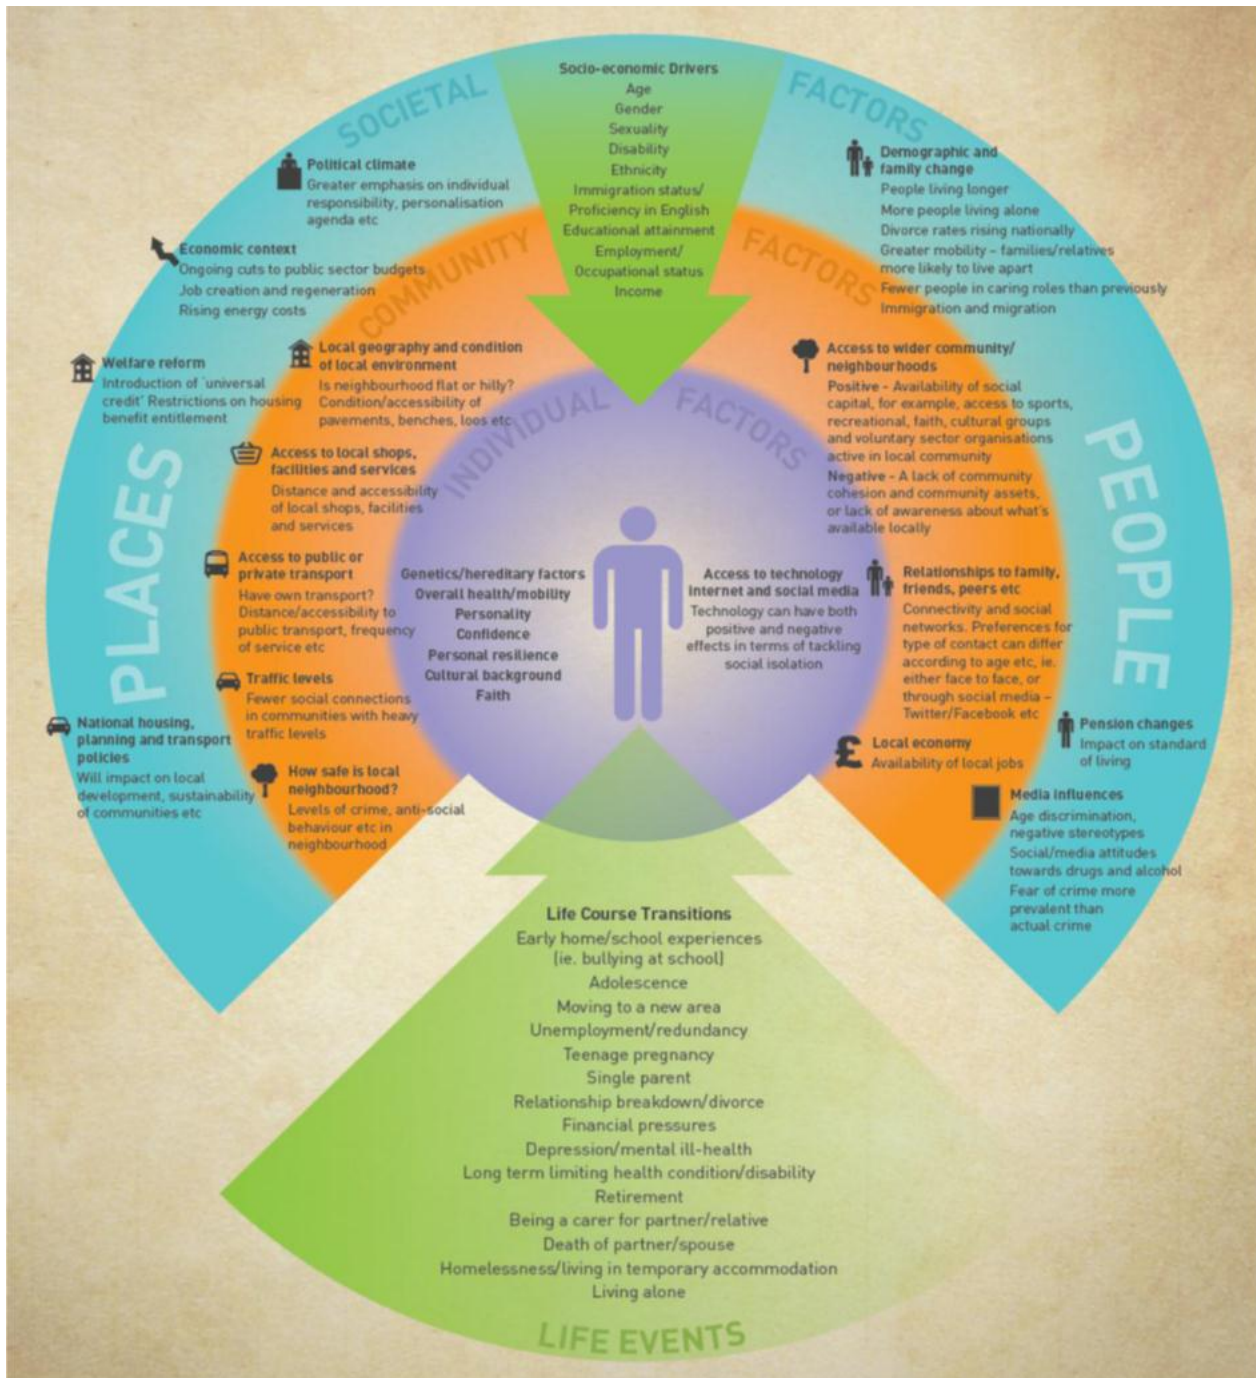 SOCIETAL
FACTORS
Socio-economic Drivers
Age
Gender
Sexuality
Disability
Ethnicity
Immigration status/
Proficiency in English
Educational attainment
Employment/
Occupational status
Income
Political climate
Greater emphasis on individual
responsibility, personalisation
agenda etc
Economic context
Ongoing cuts to public sector budgets
Job creation and regeneration
Rising energy costs
Welfare reform
Introduction of 'universal
credit' Restrictions on housing
benefit entitlement
PLACES
National housing,
planning and transport
policies
Will impact on local
development, sustainability
of communities etc
Demographic and
family change
People living longer
More people living alone
Divorce rates rising nationally
Greater mobility – families/relatives
more likely to live apart
Fewer people in caring roles than previously
Immigration and migration
PEOPLE
Pension changes
Impact on standard
of living
Media influences
Age discrimination,
negative stereotypes
Social/media attitudes
towards drugs and alcohol
Fear of crime more
prevalent than
actual crime
COMMUNITY
FACTORS
Local geography and condition
of local environment
Is neighbourhood flat or hilly?
Condition/accessibility of
pavements, benches, loos etc
Access to local shops,
facilities and services
Distance and accessibility
of local shops, facilities
and services
Access to public or
private transport
Have own transport?
Distance/accessibility to
public transport, frequency
of service etc
Traffic levels
Fewer social connections
in communities with heavy
traffic levels
How safe is local
neighbourhood?
Levels of crime, anti-social
behaviour etc in
neighbourhood
Access to wider community/
neighbourhoods
Positive - Availability of social
capital, for example, access to sports,
recreational, faith, cultural groups
and voluntary sector organisations
active in local community
Negative - A lack of community
cohesion and community assets,
or lack of awareness about what's
available locally
Relationships to family,
friends, peers etc
Connectivity and social
networks. Preferences for
type of contact can differ
according to age etc, ie.
either face to face, or
through social media –
Twitter/Facebook etc
Local economy
Availability of local jobs
INDIVIDUAL
FACTORS
Genetics/hereditary factors
Overall health/mobility
Personality
Confidence
Personal resilience
Cultural background
Faith
Access to technology
Internet and social media
Technology can have both
positive and negative
effects in terms of tackling
social isolation
Life Course Transitions
Early home/school experiences
(ie. bullying at school)
Adolescence
Moving to a new area
Unemployment/redundancy
Teenage pregnancy
Single parent
Relationship breakdown/divorce
Financial pressures
Depression/mental ill-health
Long term limiting health condition/disability
Retirement
Being a carer for partner/relative
Death of partner/spouse
Homelessness/living in temporary accommodation
Living alone
LIFE EVENTS